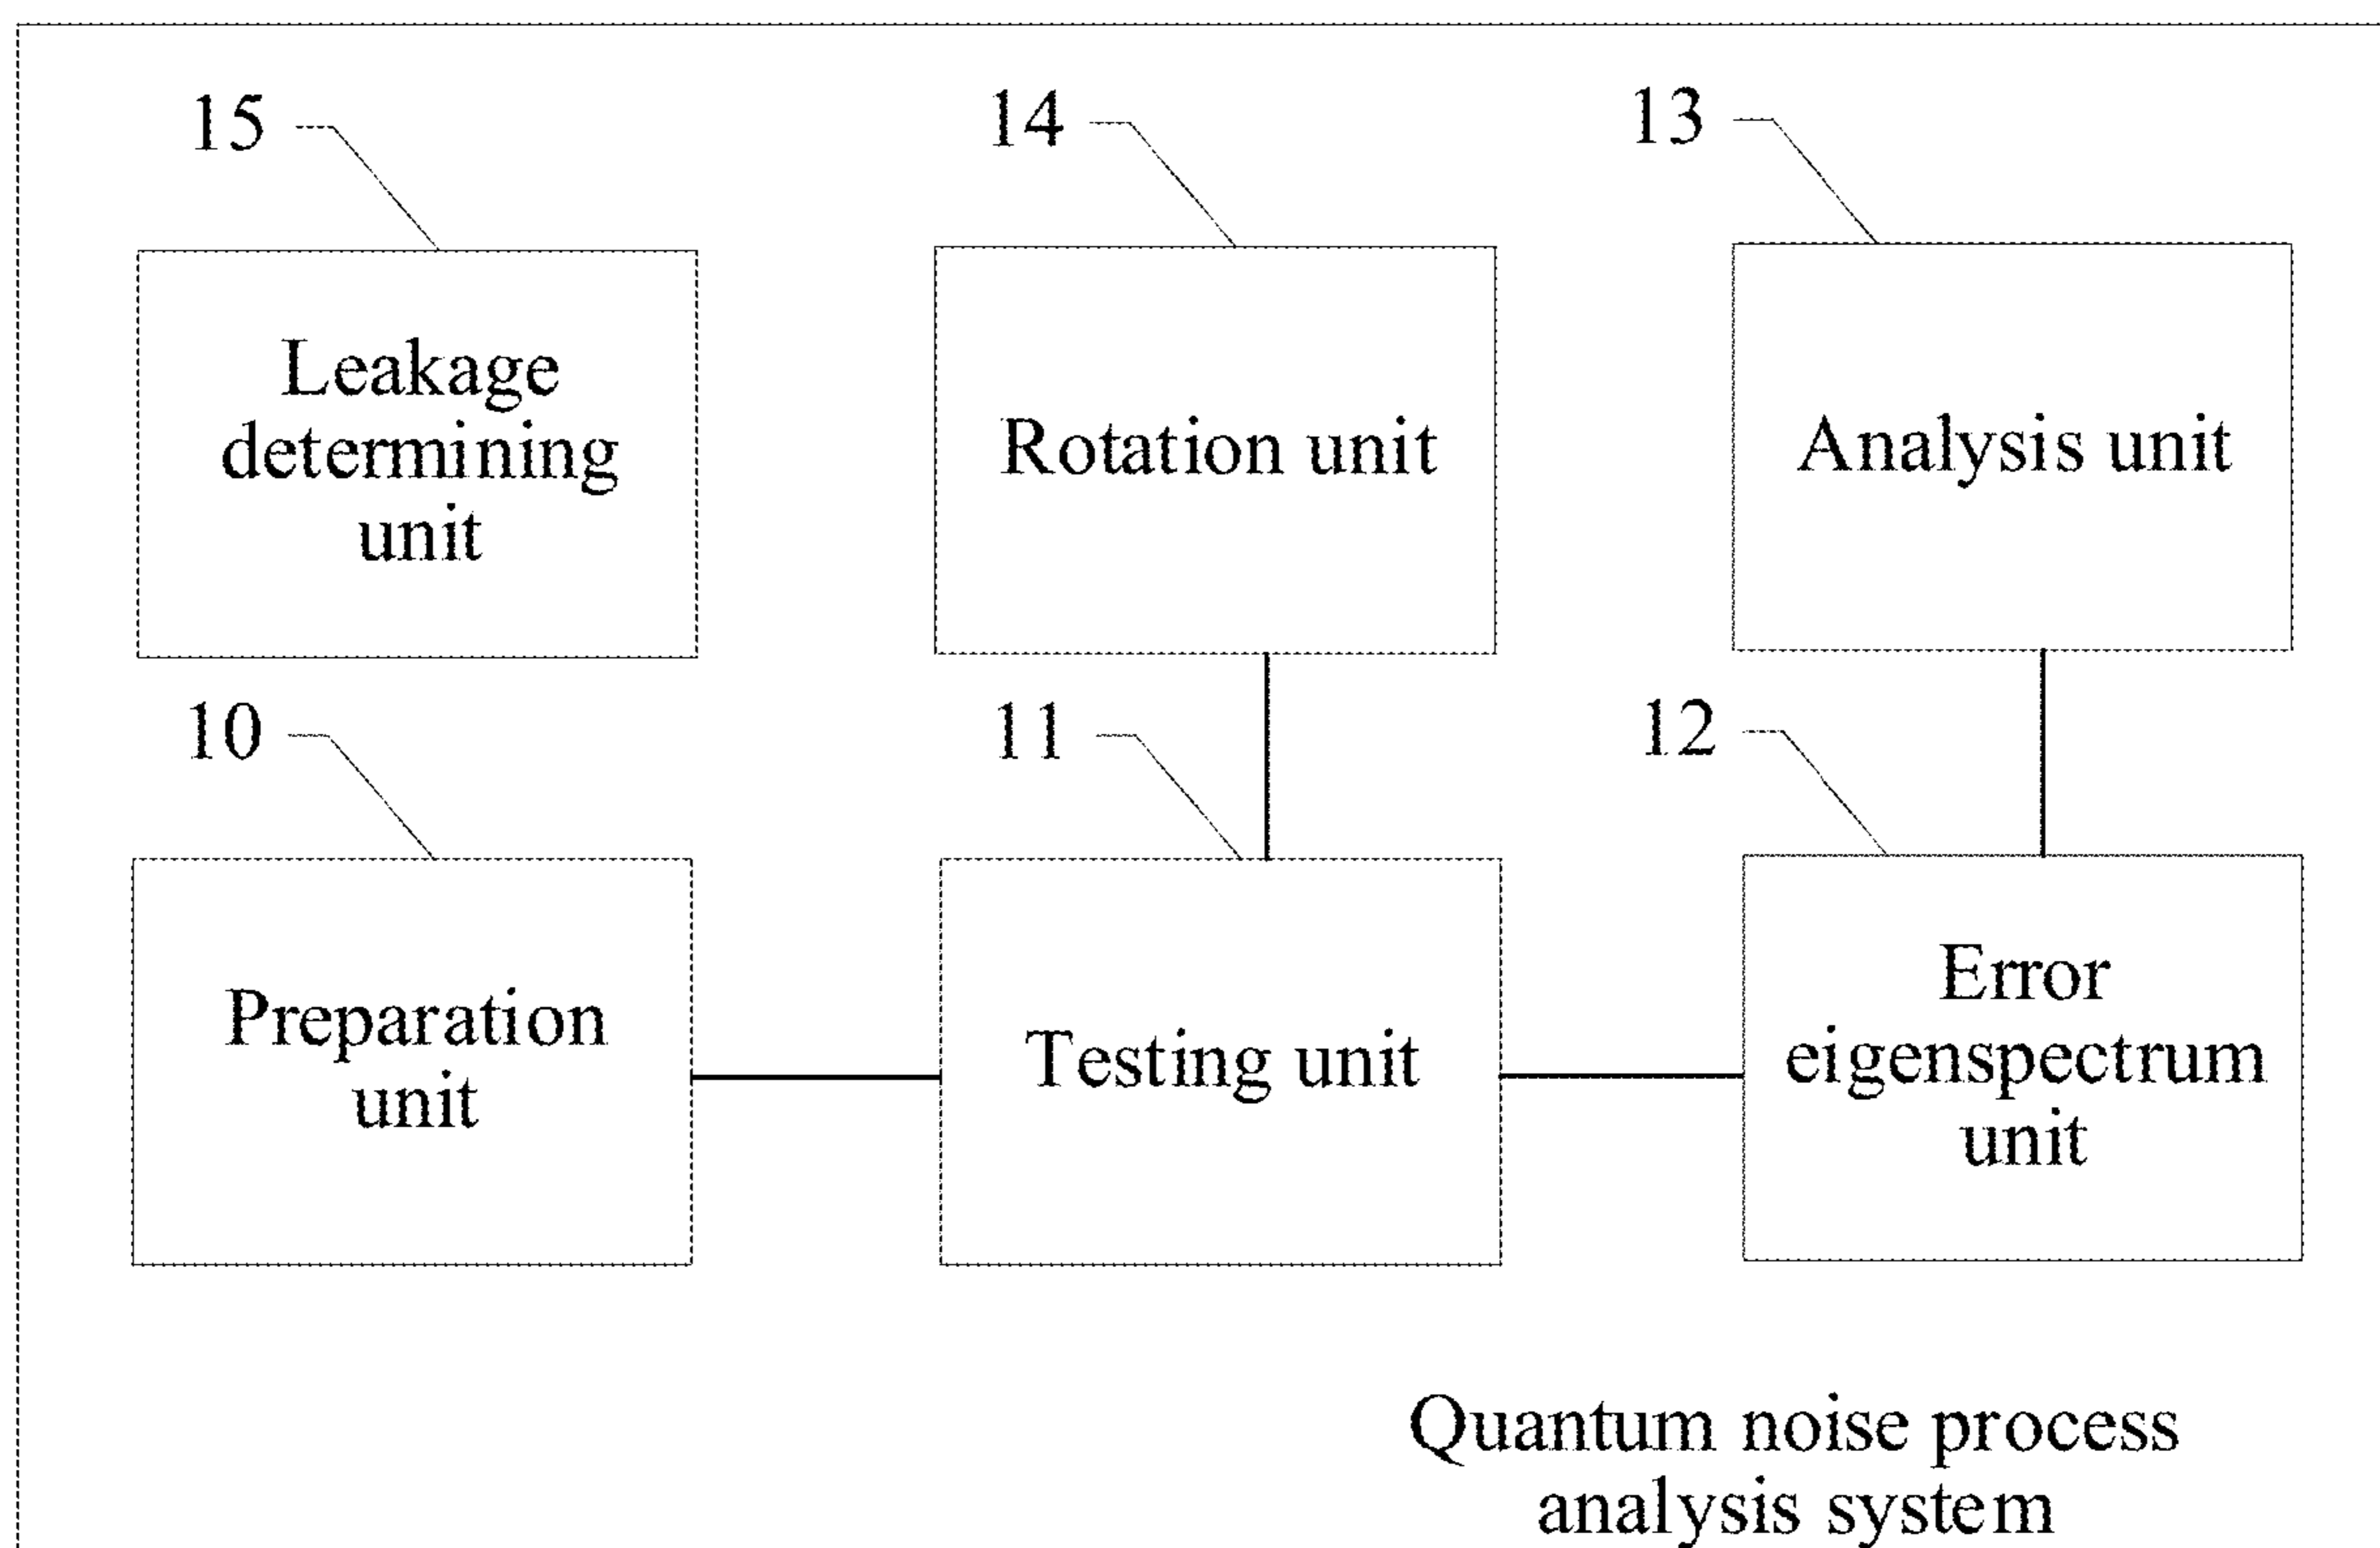 15
14
13
Leakage
determining
unit
Rotation unit
Analysis unit
10
11
12
Preparation
unit
Testing unit
Error
eigenspectrum
unit
Quantum noise process
analysis system